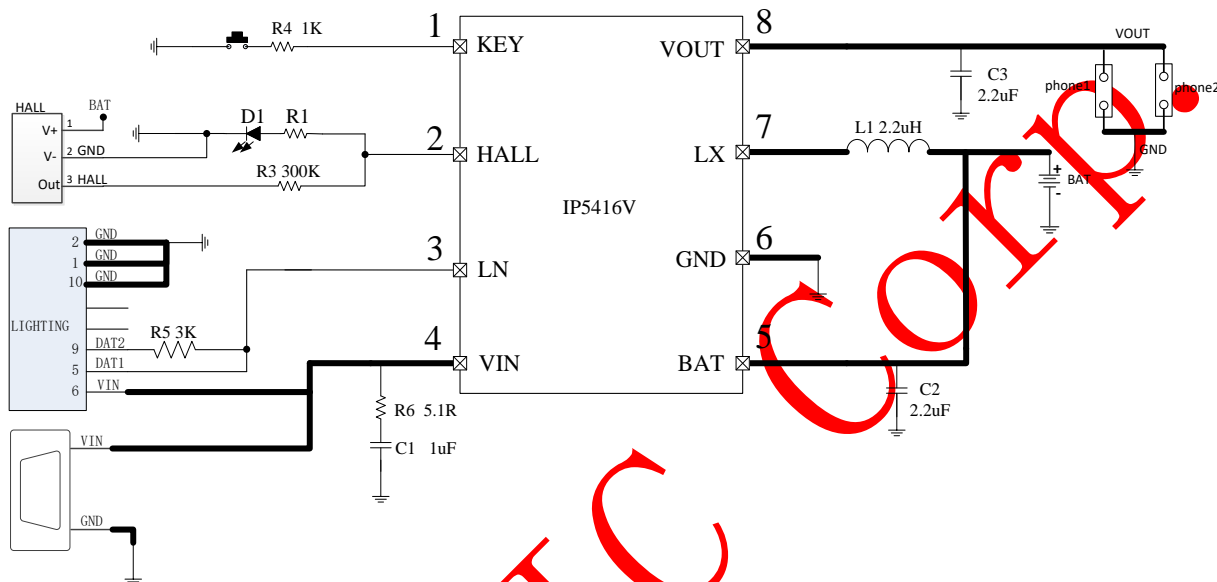 1
R4 1K
KEY
HALL
BAT
V+ 1
V- 2 GND
Out 3 HALL
D1
R1
R3 300K
2
HALL
LIGHTING
2 GND
1 GND
10 GND
9 DAT2
5 DAT1
6 VIN
R5 3K
3
LN
4
VIN
R6 5.1R
C1 1uF
VIN
GND
IP5416V
8
VOUT
C3
2.2uF
VOUT
phone1
phone2
GND
7
LX
L1 2.2uH
+
BAT
-
6
GND
5
BAT
C2
2.2uF
Corp.
C